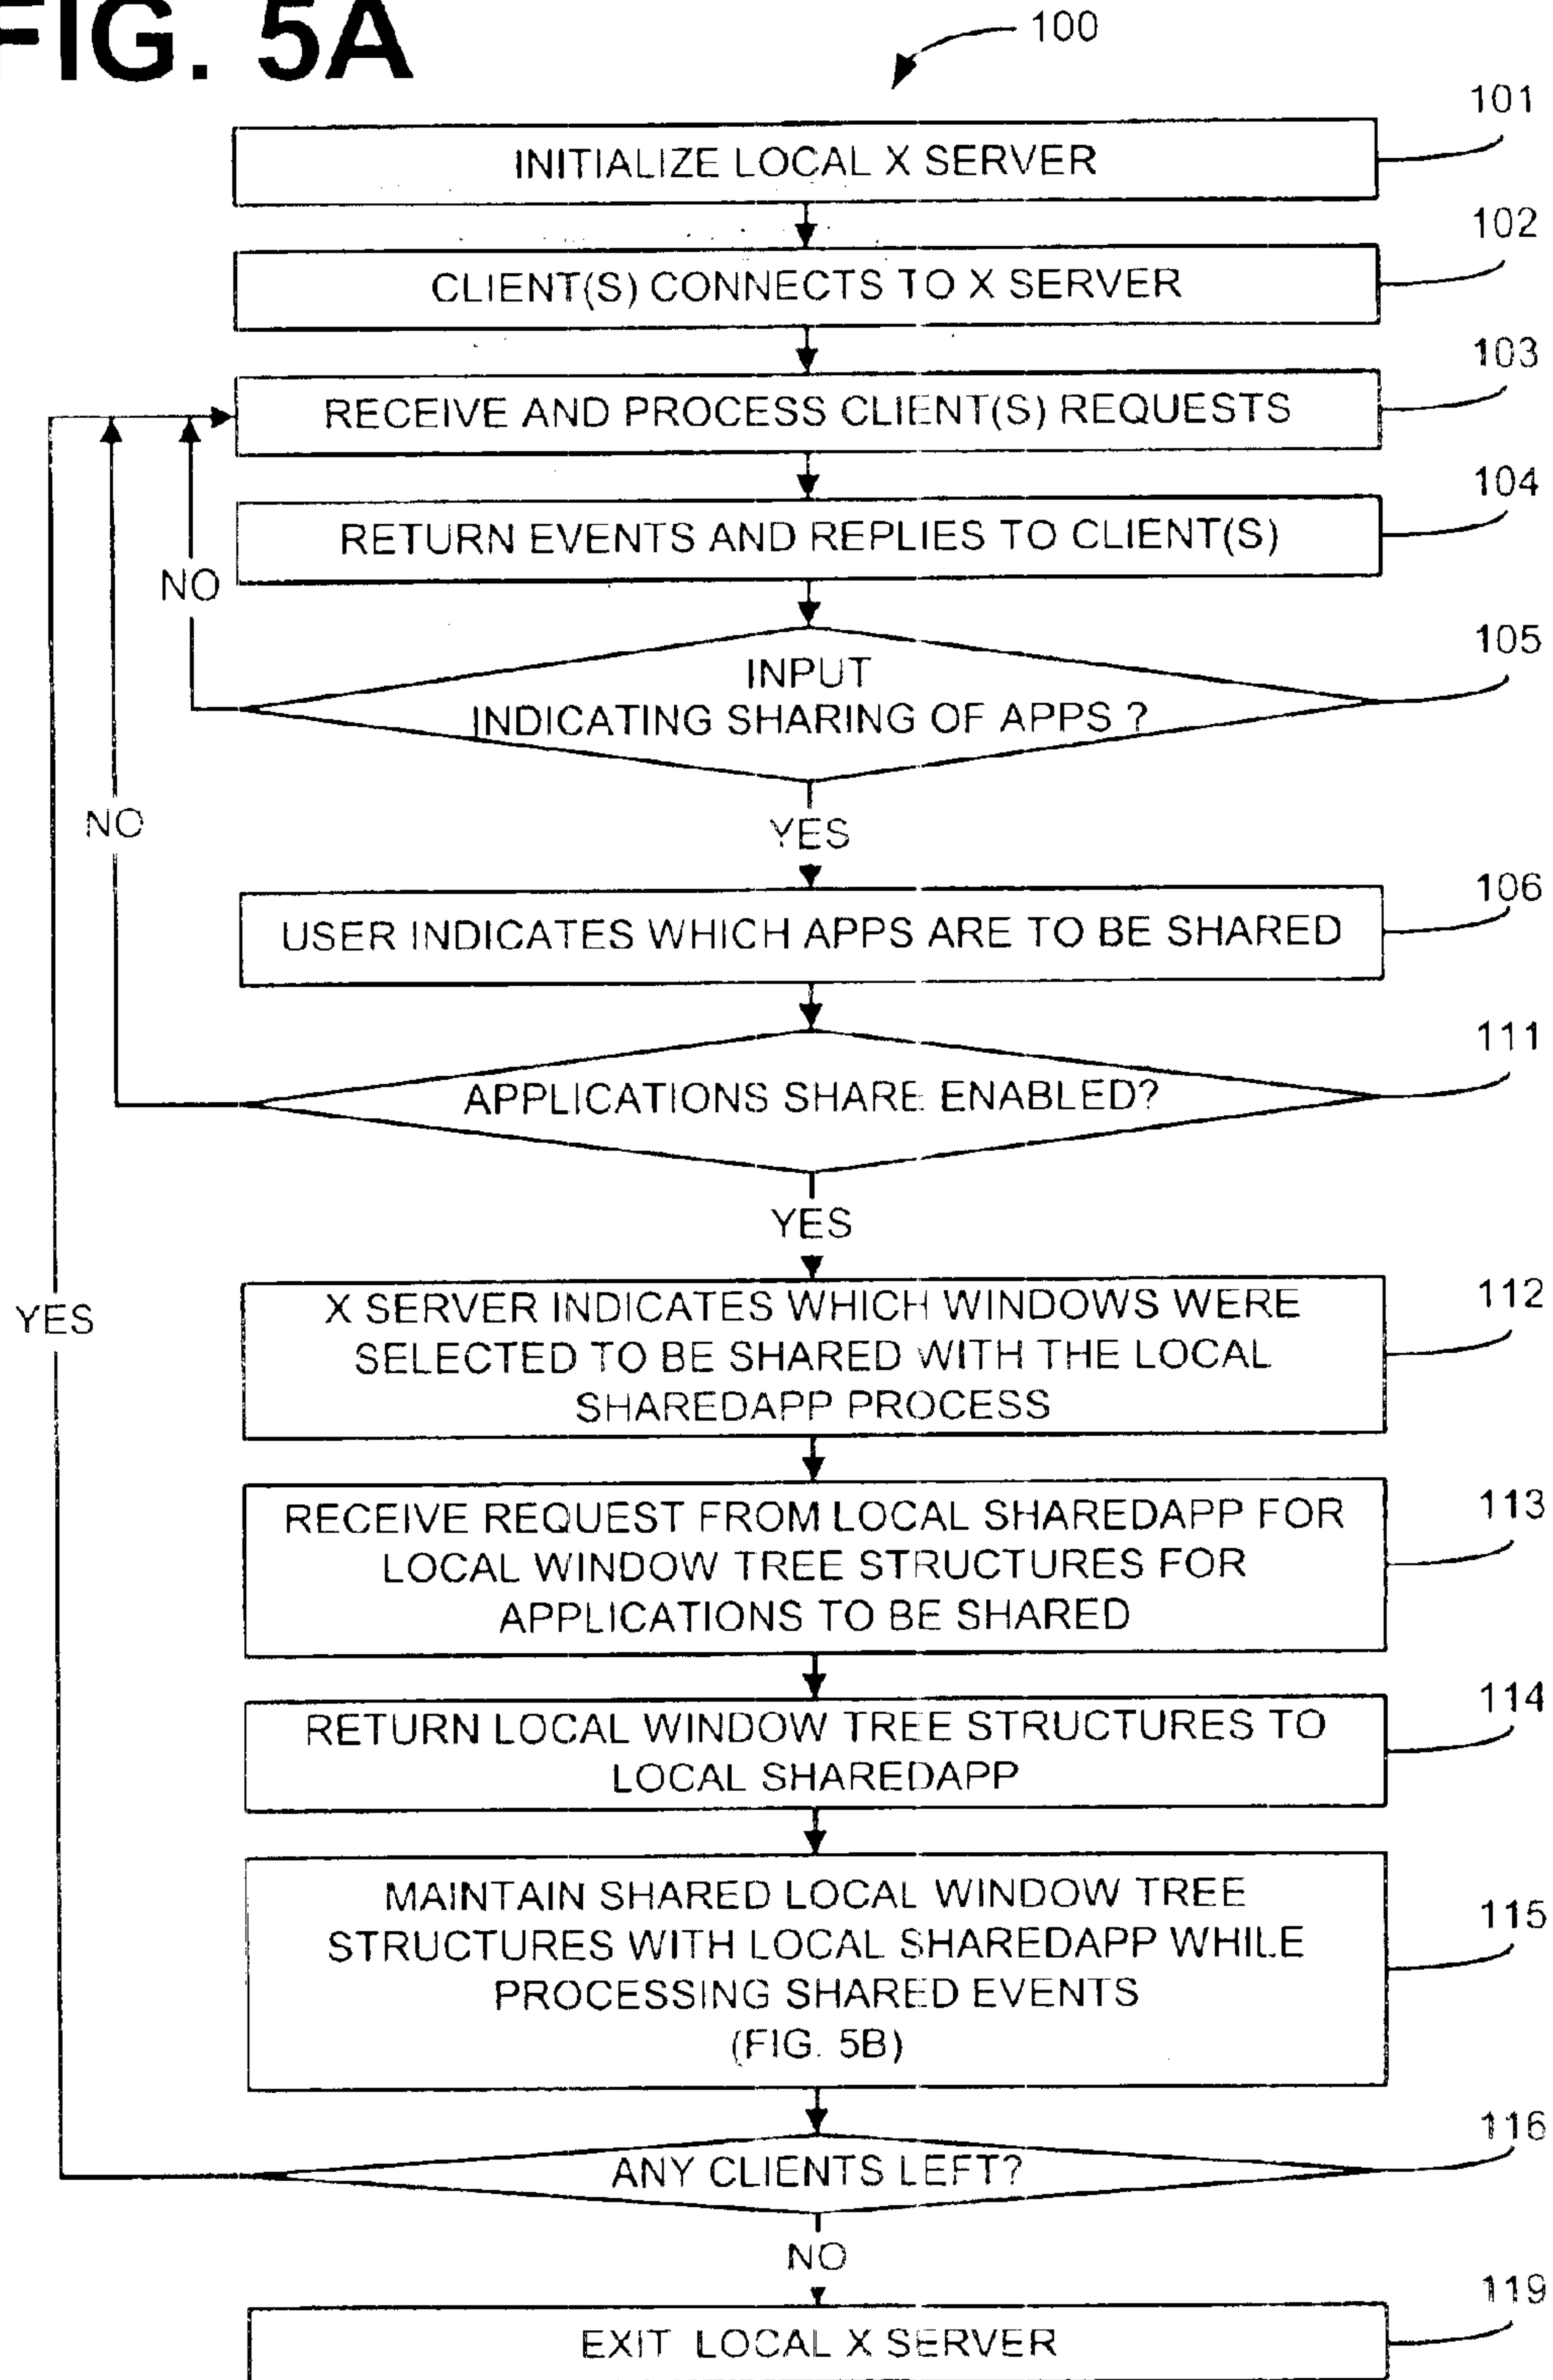 FIG. 5A
100
101
INITIALIZE LOCAL X SERVER
102
CLIENT(S) CONNECTS TO X SERVER
103
RECEIVE AND PROCESS CLIENT(S) REQUESTS
104
RETURN EVENTS AND REPLIES TO CLIENT(S)
NO
105
INPUT
INDICATING SHARING OF APPS ?
NO
YES
106
USER INDICATES WHICH APPS ARE TO BE SHARED
111
APPLICATIONS SHARE ENABLED?
YES
YES
112
X SERVER INDICATES WHICH WINDOWS WERE
SELECTED TO BE SHARED WITH THE LOCAL
SHAREDAPP PROCESS
113
RECEIVE REQUEST FROM LOCAL SHAREDAPP FOR
LOCAL WINDOW TREE STRUCTURES FOR
APPLICATIONS TO BE SHARED
114
RETURN LOCAL WINDOW TREE STRUCTURES TO
LOCAL SHAREDAPP
115
MAINTAIN SHARED LOCAL WINDOW TREE
STRUCTURES WITH LOCAL SHAREDAPP WHILE
PROCESSING SHARED EVENTS
(FIG. 5B)
116
ANY CLIENTS LEFT?
NO
119
EXIT LOCAL X SERVER